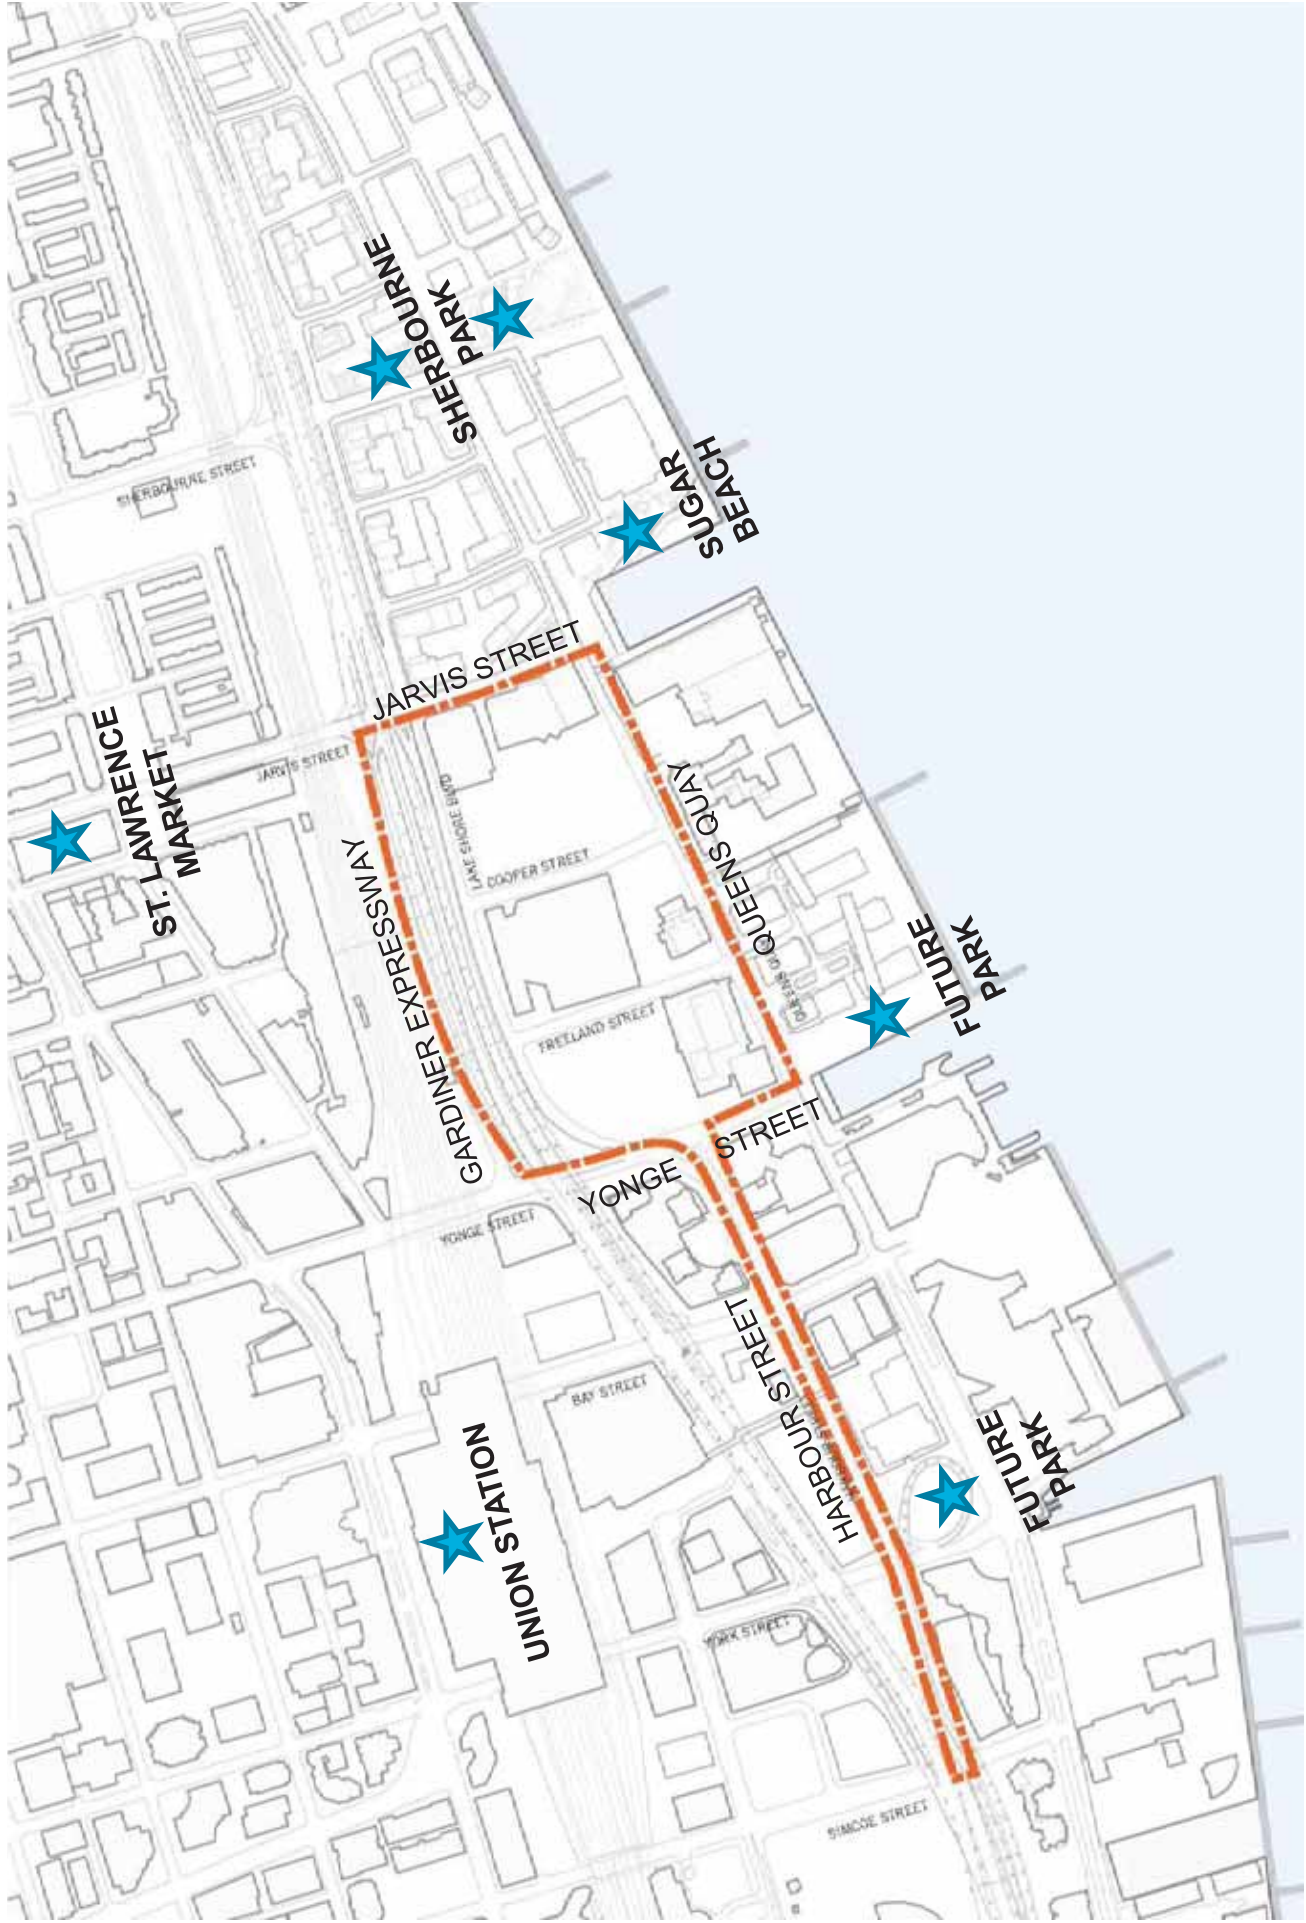 SHERBOURNE
PARK
SHERBOURNE STREET
SUGAR
BEACH
JARVIS STREET
ST. LAWRENCE
MARKET
JARVIS STREET
LAKE SHORE BLVD
COOPER STREET
QUEENS QUAY
GARDINER EXPRESSWAY
FREELAND STREET
FUTURE
PARK
YONGE STREET
YONGE STREET
HARBOUR STREET
BAY STREET
UNION STATION
FUTURE
PARK
YORK STREET
SIMCOE STREET